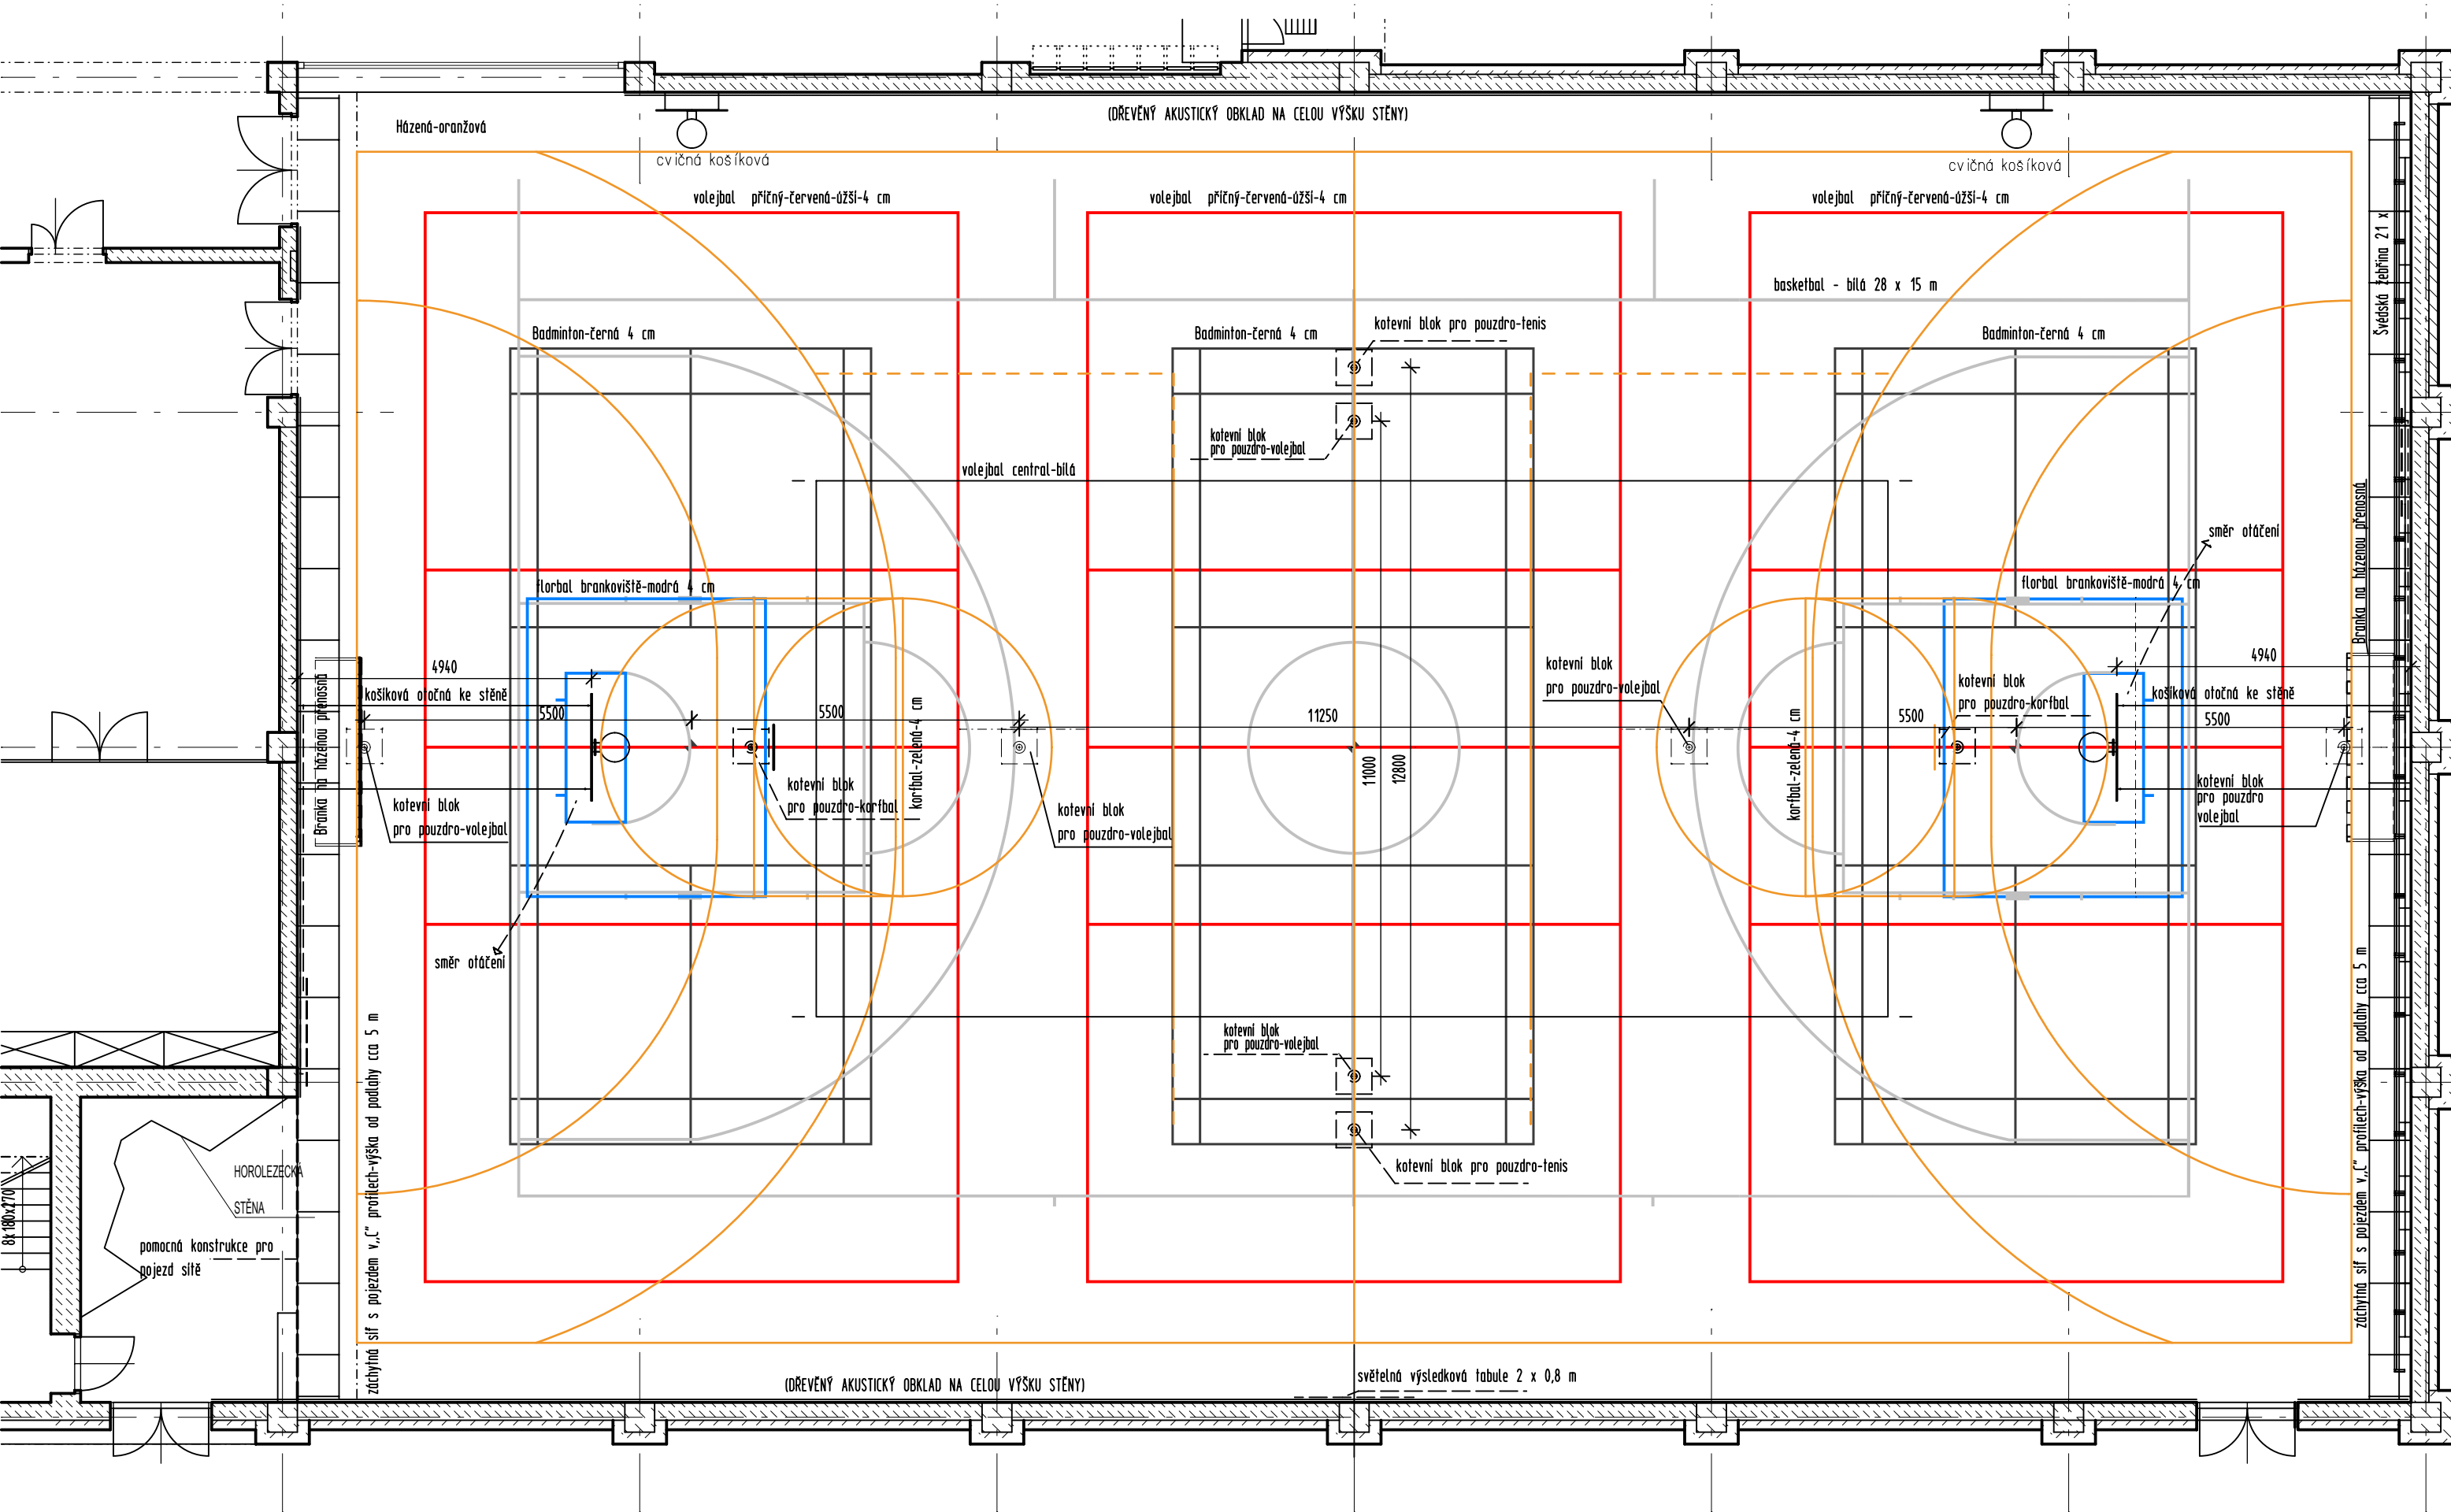 (DŘEVĚNÝ AKUSTICKÝ OBKLAD NA CELOU VÝŠKU STĚNY)
Házená-oranžová
cvičná košíková
cvičná košíková
volejbal příčný-červená-úžší-4 cm
volejbal příčný-červená-úžší-4 cm
volejbal příčný-červená-úžší-4 cm
Švédská žebřina 21 x
basketbal - bílá 28 x 15 m
Badminton-černá 4 cm
Badminton-černá 4 cm
kotevní blok pro pouzdro-tenis
Badminton-černá 4 cm
kotevní blok
pro pouzdro-volejbal
volejbal central-bílá
Branka na házenou přenosná
směr otáčení
florbal brankoviště-modrá 4 cm
florbal brankoviště-modrá 4 cm
4940
košíková otočná ke stěně
5500
5500
Branka na házenou přenosná
korfbal-zelená-4 cm
kotevní blok
pro pouzdro-volejbal
11250
kotevní blok
pro pouzdro-korfbal
5500
4940
košíková otočná ke stěně
5500
11000
12800
korfbal-zelená-4 cm
kotevní blok
pro pouzdro-volejbal
kotevní blok
pro pouzdro-korfbal
kotevní blok
pro pouzdro-volejbal
kotevní blok
pro pouzdro
volejbal
směr otáčení
kotevní blok
pro pouzdro-volejbal
záchytná síť s pojezdem v„C“ profilech-výška od podlahy cca 5 m
záchytná síť s pojezdem v„C“ profilech-výška od podlahy cca 5 m
kotevní blok pro pouzdro-tenis
HOROLEZECKÁ
STĚNA
8x180x270
pomocná konstrukce pro
pojezd sítě
(DŘEVĚNÝ AKUSTICKÝ OBKLAD NA CELOU VÝŠKU STĚNY)
světelná výsledková tabule 2 x 0,8 m